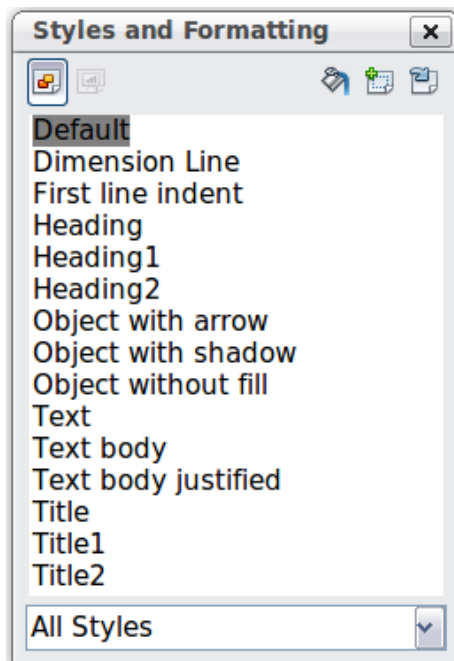 Styles and Formatting
Default
Dimension Line
First line indent
Heading
Heading1
Heading2
Object with arrow
Object with shadow
Object without fill
Text
Text body
Text body justified
Title
Title1
Title2
All Styles